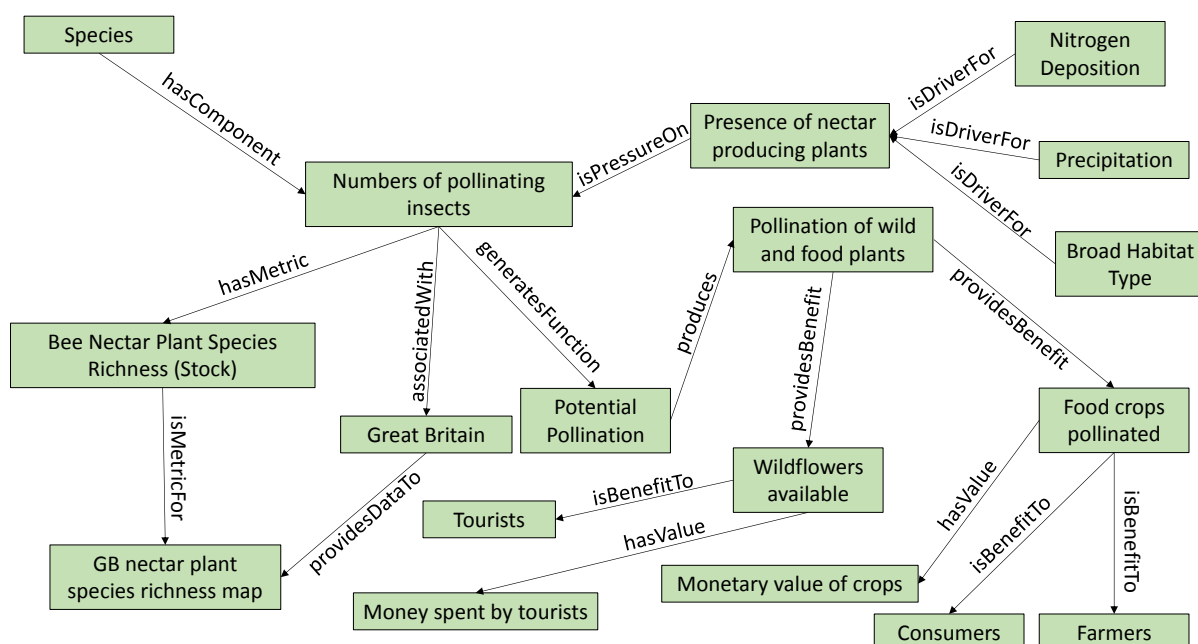 Species
Nitrogen
Deposition
isDriverFor
hasComponent
Presence of nectar
producing plants
isDriverFor
Precipitation
isPressureOn
isDriverFor
Numbers of pollinating
insects
Pollination of wild
and food plants
Broad Habitat
Type
hasMetric
associatedWith
generatesFunction
produces
providesBenefit
providesBenefit
Bee Nectar Plant Species
Richness (Stock)
Great Britain
Potential
Pollination
Food crops
pollinated
isMetricFor
providesDataTo
Wildflowers
available
isBenefitTo
Tourists
hasValue
hasValue
isBenefitTo
isBenefitTo
GB nectar plant
species richness map
Money spent by tourists
Monetary value of crops
Consumers
Farmers